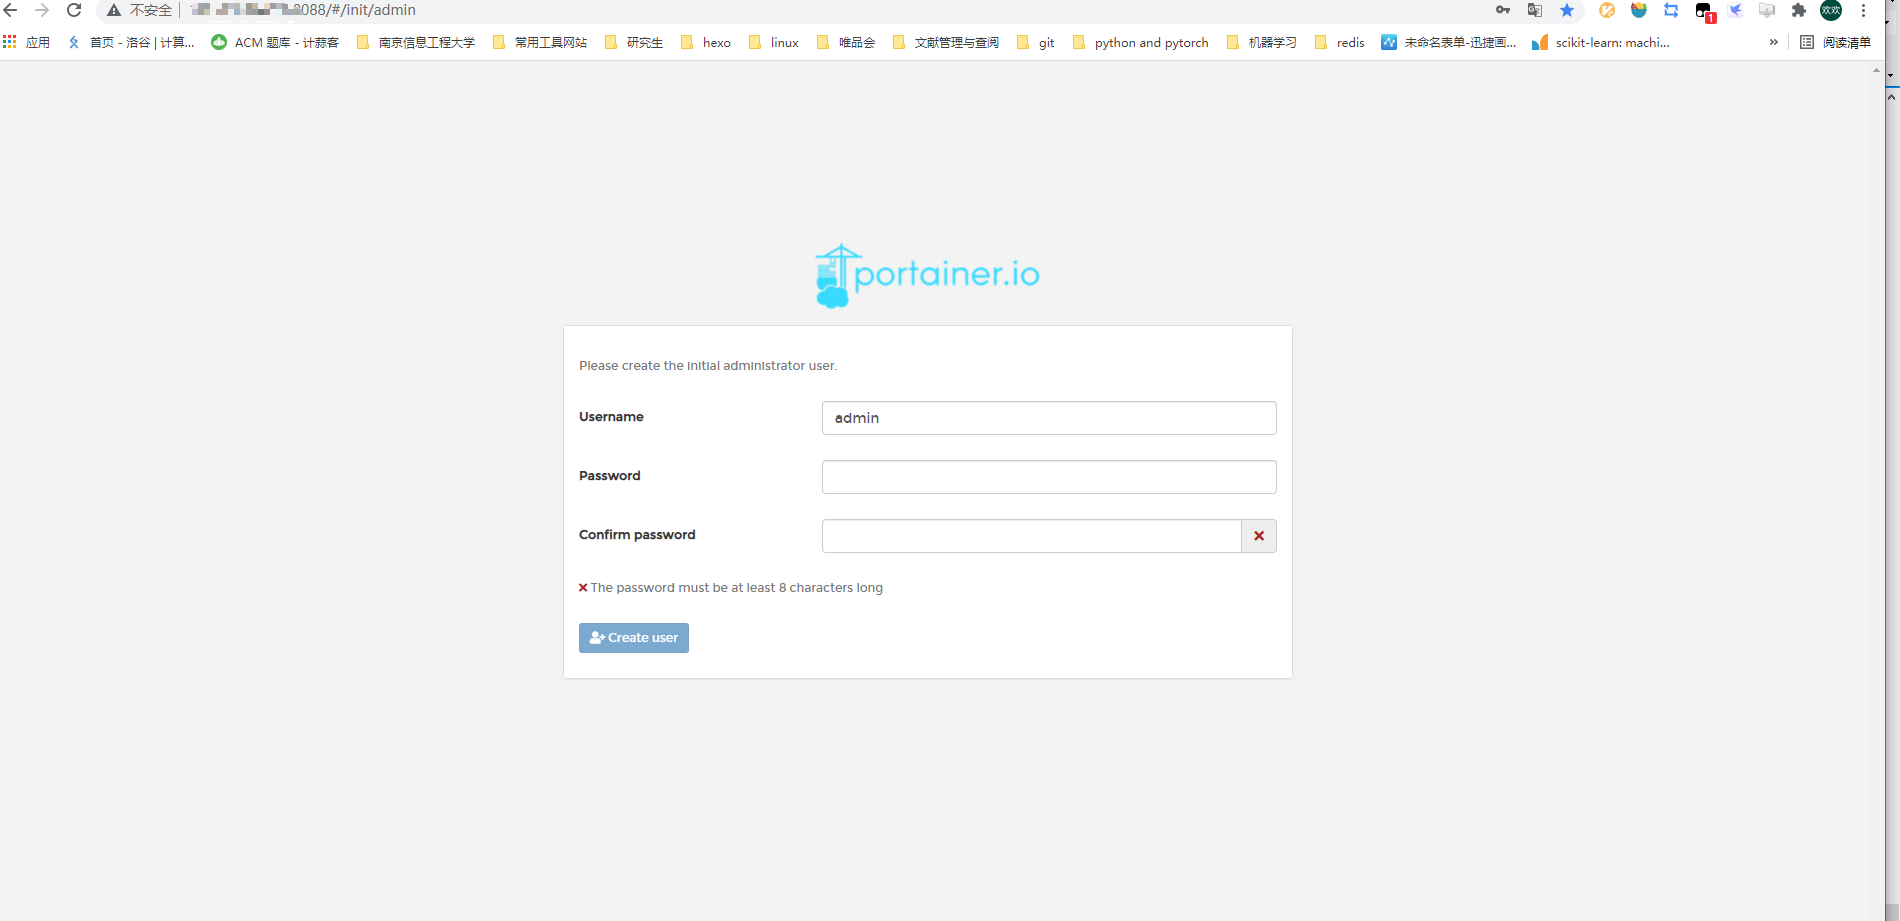 不安全 8088/#/init/admin
应用 首页 - 洛谷 | 计算... ACM 题库 - 计蒜客 南京信息工程大学 常用工具网站 研究生 hexo linux 唯品会 文献管理与查阅 git python and pytorch 机器学习 redis 未命名表单-迅捷画... scikit-learn: machi... » 阅读清单
portainer.io
Please create the initial administrator user.
Username admin
Password
Confirm password
The password must be at least 8 characters long
Create user